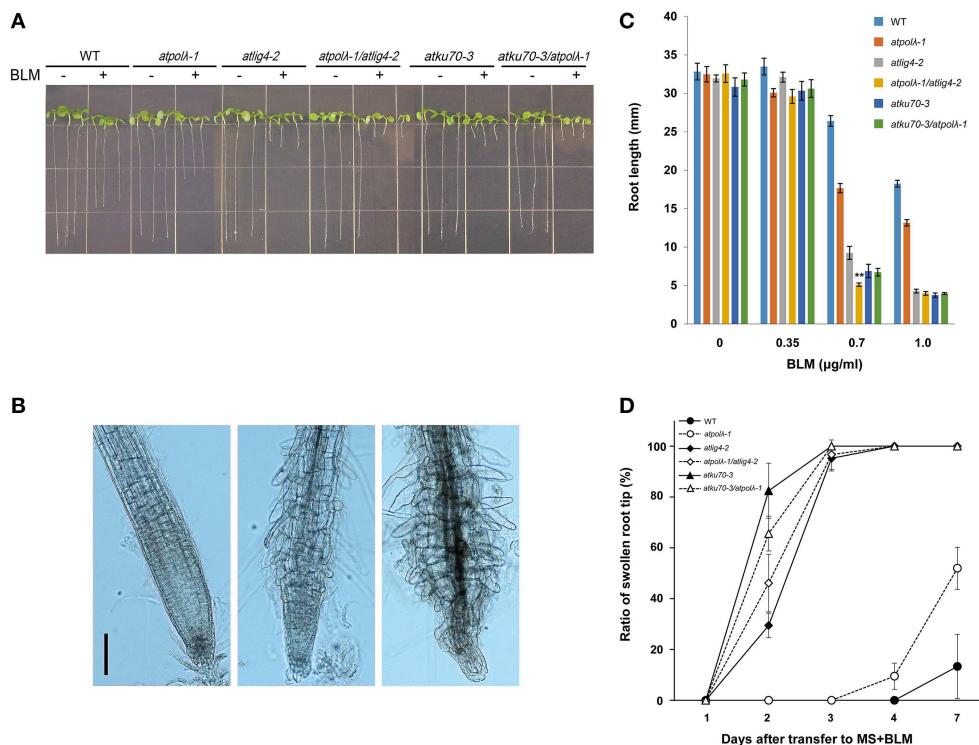 A
WT atpolλ-1 atlig4-2 atpolλ-1/atlig4-2 atku70-3 atku70-3/atpolλ-1
BLM - + - + - + - + - + - +
B
C
Root length (mm)
40
35
30
25
20
15
10
5
0
WT
atpolλ-1
atlig4-2
atpolλ-1/atlig4-2
atku70-3
atku70-3/atpolλ-1
**
0 0.35 0.7 1.0
BLM (µg/ml)
D
WT
atpolλ-1
atlig4-2
atpolλ-1/atlig4-2
atku70-3
atku70-3/atpolλ-1
Ratio of swollen root tip (%)
100
80
60
40
20
0
1 2 3 4 7
Days after transfer to MS+BLM